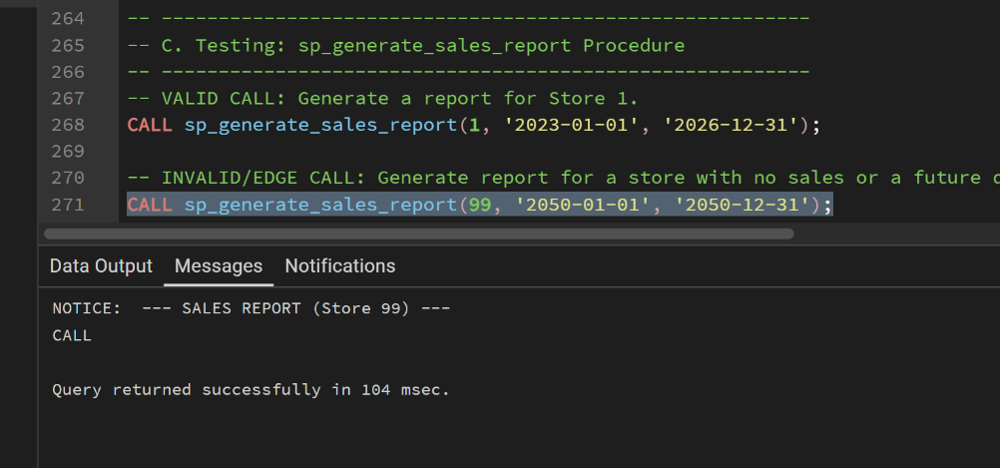 264 -- ---------------------------------------------------------
265 -- C. Testing: sp_generate_sales_report Procedure
266 -- ---------------------------------------------------------
267 -- VALID CALL: Generate a report for Store 1.
268 CALL sp_generate_sales_report(1, '2023-01-01', '2026-12-31');
269
270 -- INVALID/EDGE CALL: Generate report for a store with no sales or a future
271 CALL sp_generate_sales_report(99, '2050-01-01', '2050-12-31');
Data Output Messages Notifications
NOTICE: --- SALES REPORT (Store 99) ---
CALL
Query returned successfully in 104 msec.